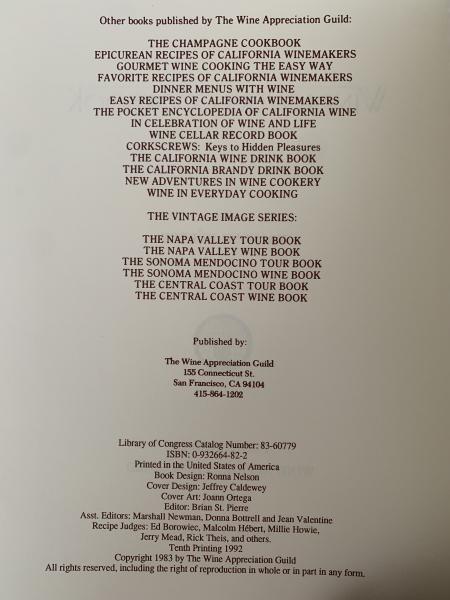 Other books published by The Wine Appreciation Guild:
THE CHAMPAGNE COOKBOOK
EPICUREAN RECIPES OF CALIFORNIA WINEMAKERS
GOURMET WINE COOKING THE EASY WAY
FAVORITE RECIPES OF CALIFORNIA WINEMAKERS
DINNER MENUS WITH WINE
EASY RECIPES OF CALIFORNIA WINEMAKERS
THE POCKET ENCYCLOPEDIA OF CALIFORNIA WINE
IN CELEBRATION OF WINE AND LIFE
WINE CELLAR RECORD BOOK
CORKSCREWS: Keys to Hidden Pleasures
THE CALIFORNIA WINE DRINK BOOK
THE CALIFORNIA BRANDY DRINK BOOK
NEW ADVENTURES IN WINE COOKERY
WINE IN EVERYDAY COOKING
THE VINTAGE IMAGE SERIES:
THE NAPA VALLEY TOUR BOOK
THE NAPA VALLEY WINE BOOK
THE SONOMA MENDOCINO TOUR BOOK
THE SONOMA MENDOCINO WINE BOOK
THE CENTRAL COAST TOUR BOOK
THE CENTRAL COAST WINE BOOK
Published by:
The Wine Appreciation Guild
155 Connecticut St.
San Francisco, CA 94104
415-864-1202
Library of Congress Catalog Number: 83-60779
ISBN: 0-932664-82-2
Printed in the United States of America
Book Design: Ronna Nelson
Cover Design: Jeffrey Caldewey
Cover Art: Joann Ortega
Editor: Brian St. Pierre
Asst. Editors: Marshall Newman, Donna Bottrell and Jean Valentine
Recipe Judges: Ed Borowiec, Malcolm Hébert, Millie Howie,
Jerry Mead, Rick Theis, and others.
Tenth Printing 1992
Copyright 1983 by The Wine Appreciation Guild
All rights reserved, including the right of reproduction in whole or in part in any form.